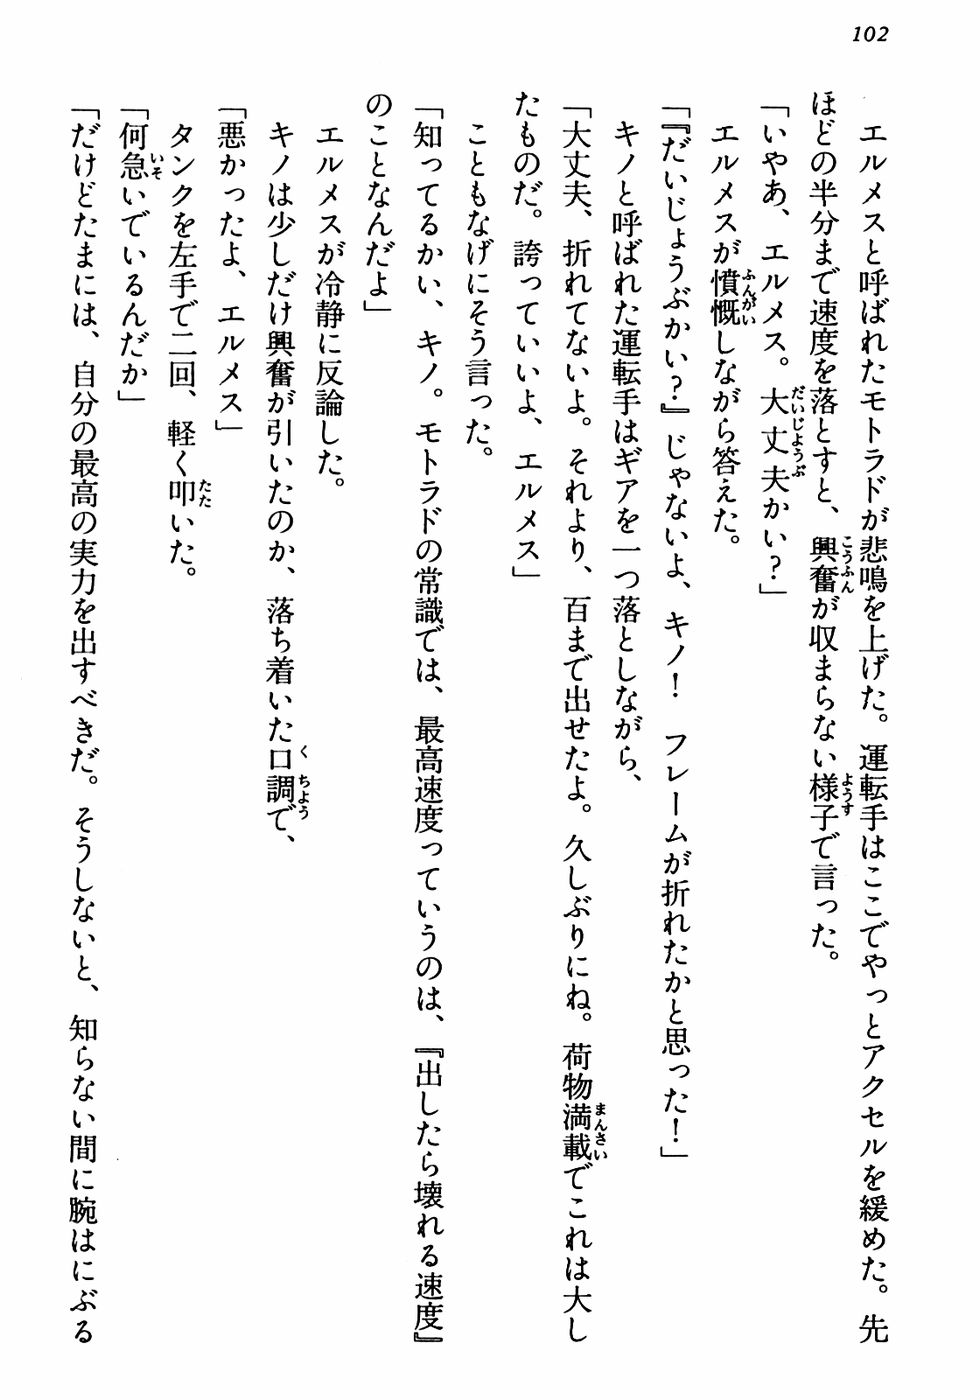 102
エルメスと呼ばれたモトラドが悲鳴を上げた。運転手はここでやっとアクセルを緩めた。先
ほどの半分まで速度を落とすと、興奮が収まらない様子で言った。
「いやあ、エルメス。大丈夫かい？」
エルメスが憤慨しながら答えた。
「『だいじょうぶかい？』じゃないよ、キノ！　フレームが折れたかと思った！」
キノと呼ばれた運転手はギアを一つ落としながら、
「大丈夫、折れてないよ。それより、百まで出せたよ。久しぶりにね。荷物満載でこれは大し
たものだ。誇っていいよ、エルメス」
こともなげにそう言った。
「知ってるかい、キノ。モトラドの常識では、最高速度っていうのは、『出したら壊れる速度』
のことなんだよ」
エルメスが冷静に反論した。
キノは少しだけ興奮が引いたのか、落ち着いた口調で、
「悪かったよ、エルメス」
タンクを左手で二回、軽く叩いた。
「何急いでいるんだか」
「だけどたまには、自分の最高の実力を出すべきだ。そうしないと、知らない間に腕はにぶる